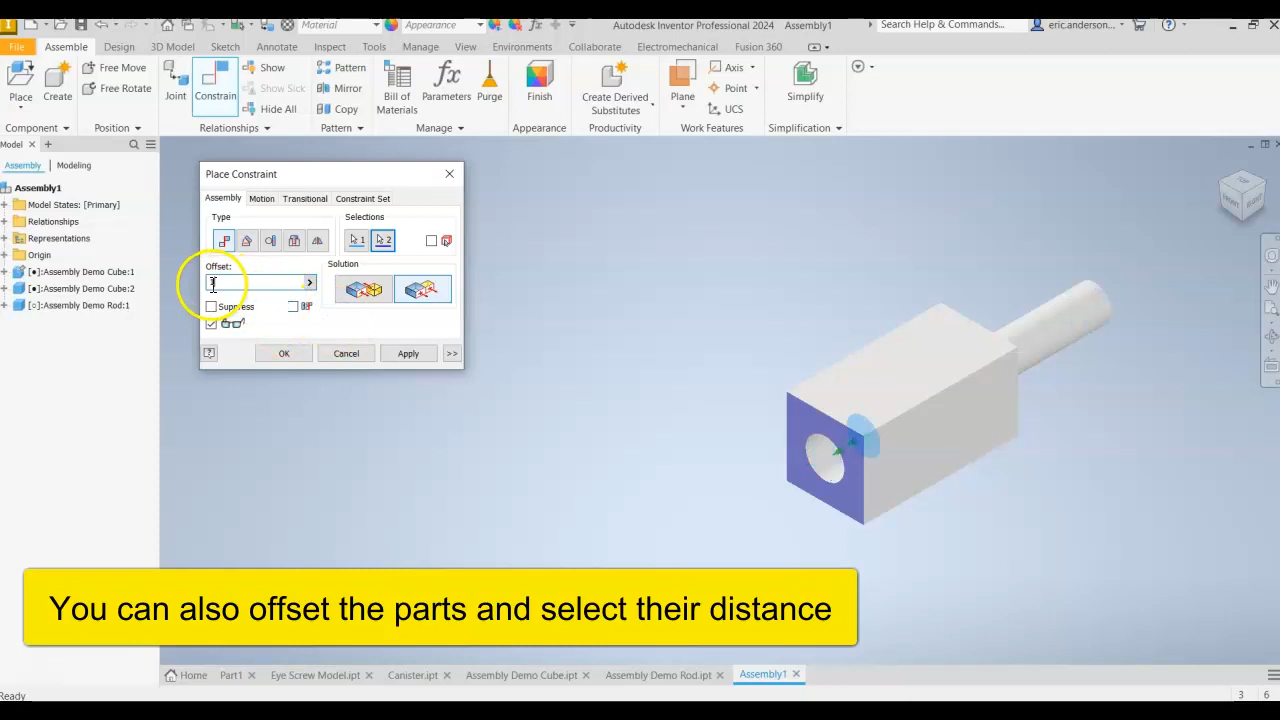 Material Appearance Autodesk Inventor Professional 2024 Assembly1 Search Help & Commands... eric.anderson...
File Assemble Design 3D Model Sketch Annotate Inspect Tools Manage View Environments Collaborate Electromechanical Fusion 360
Place
Create
Free Move
Free Rotate
Joint
Constrain
Show
Show Sick
Hide All
Pattern
Mirror
Copy
Bill of
Materials
Parameters
Purge
Finish
Create Derived
Substitutes
Plane
Axis
Point
UCS
Simplify
Component Position Relationships Pattern Manage Appearance Productivity Work Features Simplification
Model
Assembly Modeling
Assembly1
Model States: [Primary]
Relationships
Representations
Origin
[●]:Assembly Demo Cube:1
[●]:Assembly Demo Cube:2
[○]:Assembly Demo Rod:1
Place Constraint
Assembly Motion Transitional Constraint Set
Type
Selections
1 2
Offset:
Solution
Suppress
OK Cancel Apply >>
TOP
FRONT
RIGHT
You can also offset the parts and select their distance
Home Part1 Eye Screw Model.ipt Canister.ipt Assembly Demo Cube.ipt Assembly Demo Rod.ipt Assembly1
Ready
3 6